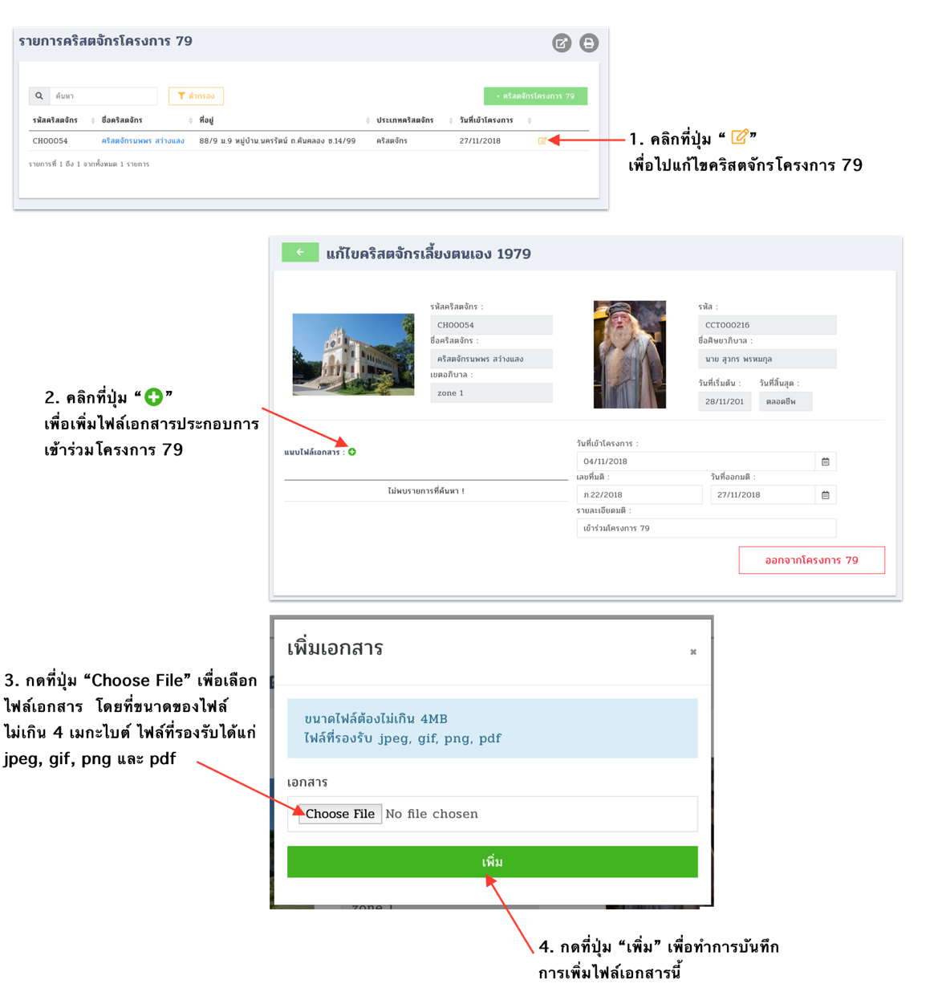 รายการคริสตจักรโครงการ 79
ค้นหา
ตัวกรอง
+ คริสตจักรโครงการ 79
รหัสคริสตจักร ชื่อคริสตจักร ที่อยู่ ประเภทคริสตจักร วันที่เข้าโครงการ
CH00054 คริสตจักรนพพร สว่างแสง 88/9 ม.9 หมู่บ้าน.นครรัตน์ ถ.คันคลอง ซ.14/99 คริสตจักร 27/11/2018
รายการที่ 1 ถึง 1 จากทั้งหมด 1 รายการ
1. คลิกที่ปุ่ม “ ”
เพื่อไปแก้ไขคริสตจักรโครงการ 79
แก้ไขคริสตจักรเลี้ยงตนเอง 1979
รหัสคริสตจักร :
CH00054
ชื่อคริสตจักร :
คริสตจักรนพพร สว่างแสง
เขตอภิบาล :
zone 1
รหัส :
CCT000216
ชื่อศิษยาภิบาล :
นาย สุวกร พรหมกุล
วันที่เริ่มต้น : วันที่สิ้นสุด :
28/11/201 ตลอดชีพ
2. คลิกที่ปุ่ม “ ”
เพื่อเพิ่มไฟล์เอกสารประกอบการ
เข้าร่วมโครงการ 79
แนบไฟล์เอกสาร :
ไม่พบรายการที่ค้นหา !
วันที่เข้าโครงการ :
04/11/2018
เลขที่มติ : วันที่ออกมติ :
ภ.22/2018 27/11/2018
รายละเอียดมติ :
เข้าร่วมโครงการ 79
ออกจากโครงการ 79
3. กดที่ปุ่ม “Choose File” เพื่อเลือก
ไฟล์เอกสาร โดยที่ขนาดของไฟล์
ไม่เกิน 4 เมกะไบต์ ไฟล์ที่รองรับได้แก่
jpeg, gif, png และ pdf
เพิ่มเอกสาร
ขนาดไฟล์ต้องไม่เกิน 4MB
ไฟล์ที่รองรับ jpeg, gif, png, pdf
เอกสาร
Choose File No file chosen
เพิ่ม
zone 1
4. กดที่ปุ่ม “เพิ่ม” เพื่อทำการบันทึก
การเพิ่มไฟล์เอกสารนี้